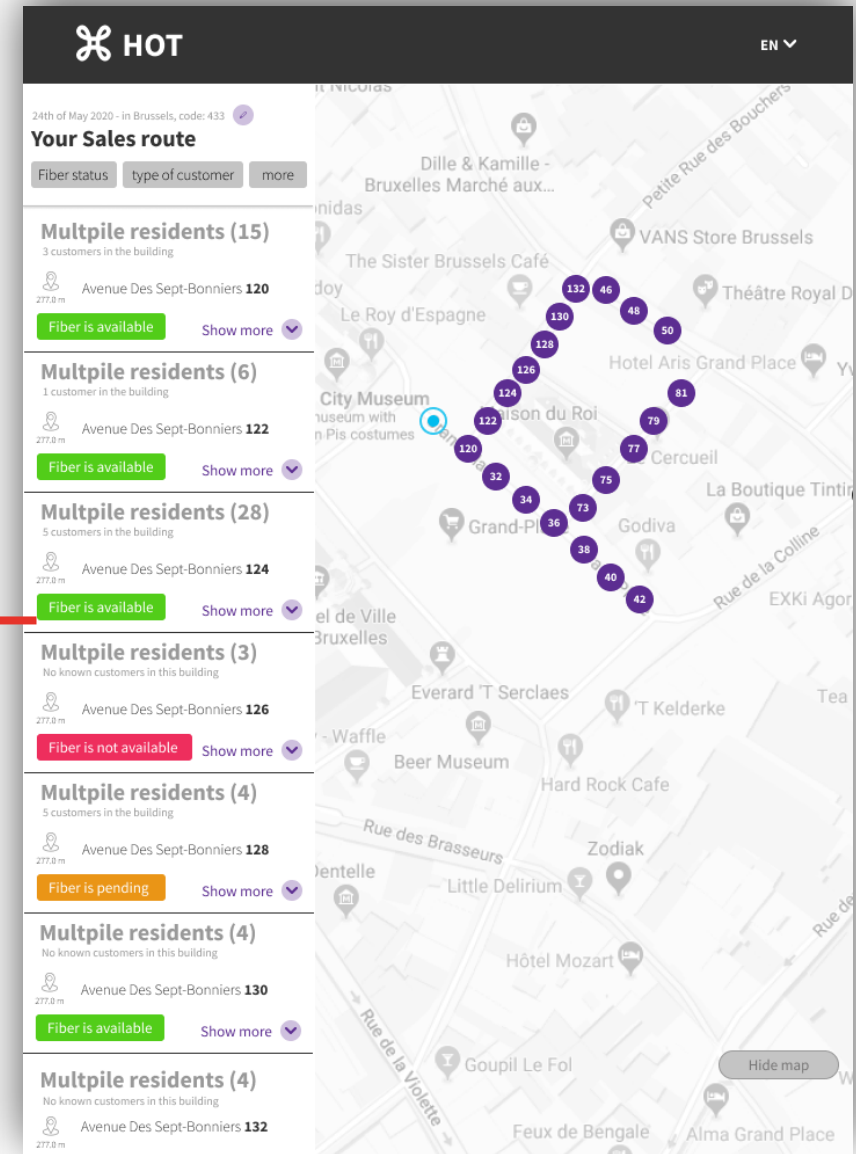 HOT
EN
24th of May 2020 - in Brussels, code: 433
Your Sales route
Fiber status
type of customer
more
Multpile residents (15)
3 customers in the building
277.0 m
Avenue Des Sept-Bonniers 120
Fiber is available
Show more
Multpile residents (6)
1 customer in the building
277.0 m
Avenue Des Sept-Bonniers 122
Fiber is available
Show more
Multpile residents (28)
5 customers in the building
277.0 m
Avenue Des Sept-Bonniers 124
Fiber is available
Show more
Multpile residents (3)
No known customers in this building
277.0 m
Avenue Des Sept-Bonniers 126
Fiber is not available
Show more
Multpile residents (4)
5 customers in the building
277.0 m
Avenue Des Sept-Bonniers 128
Fiber is pending
Show more
Multpile residents (4)
No known customers in this building
277.0 m
Avenue Des Sept-Bonniers 130
Fiber is available
Show more
Multpile residents (4)
No known customers in this building
277.0 m
Avenue Des Sept-Bonniers 132
Petite Rue des Bouchers
Dille & Kamille -
Bruxelles Marché aux...
VANS Store Brussels
The Sister Brussels Café
Théâtre Royal D
Le Roy d'Espagne
132
46
130
48
50
128
Hotel Aris Grand Place
126
124
81
City Museum
museum with
n Pis costumes
122
79
du Roi
120
77
Cercueil
32
75
La Boutique
34
73
36
Godiva
38
Rue de la Colline
40
42
EXKi
el de Ville
Bruxelles
Everard 'T Serclaes
'T Kelderke
Tea
- Waffle
Beer Museum
Hard Rock Cafe
Rue des Brasseurs
Zodiak
Dentelle
Little Delirium
Rue de
Hôtel Mozart
Rue de la Violette
Goupil Le Fol
Hide map
Feux de Bengale
Alma Grand Place